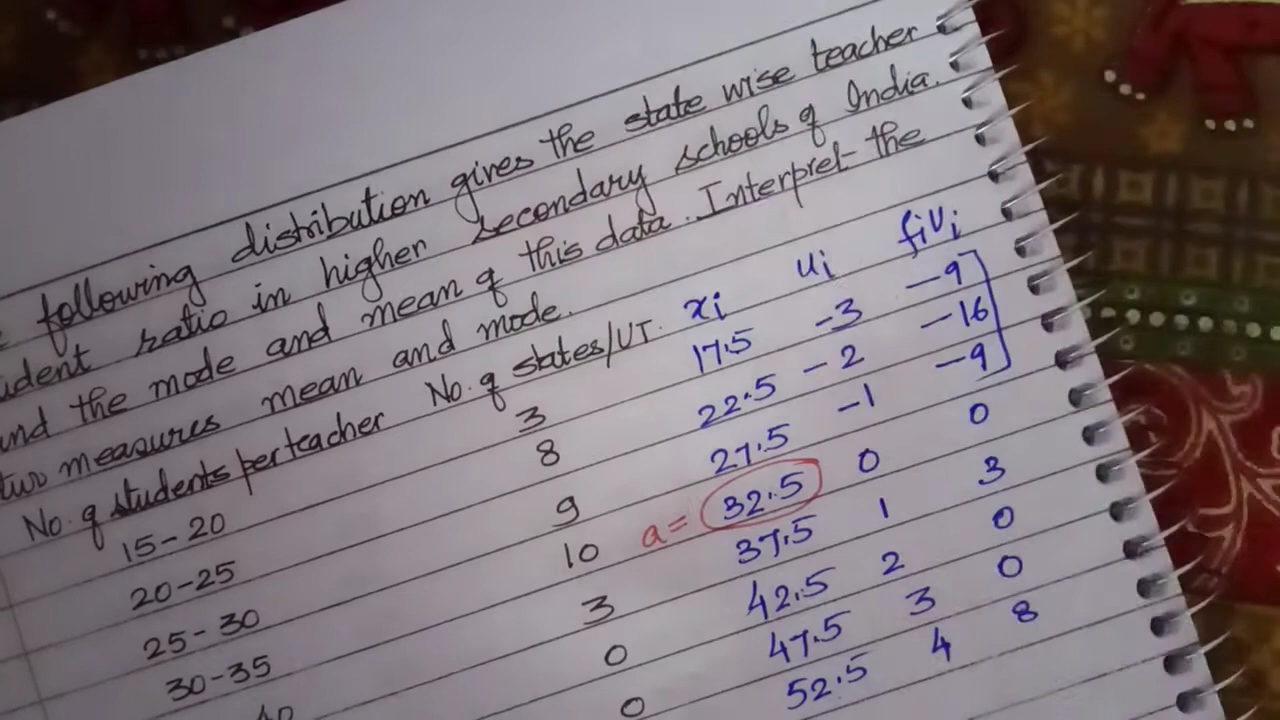 following distribution gives the state wise teacher
udent ratio in higher secondary schools of India.
and the mode and mean of this data. Interpret the
two measures mean and mode.
No. of students per teacher No. of states/UT. xi ui fiui
15-20 3 17.5 -3 -9
20-25 8 22.5 -2 -16
25-30 9 27.5 -1 -9
30-35 10 a= 32.5 0 0
40 3 37.5 1 3
0 42.5 2 0
0 47.5 3 0
52.5 4 8